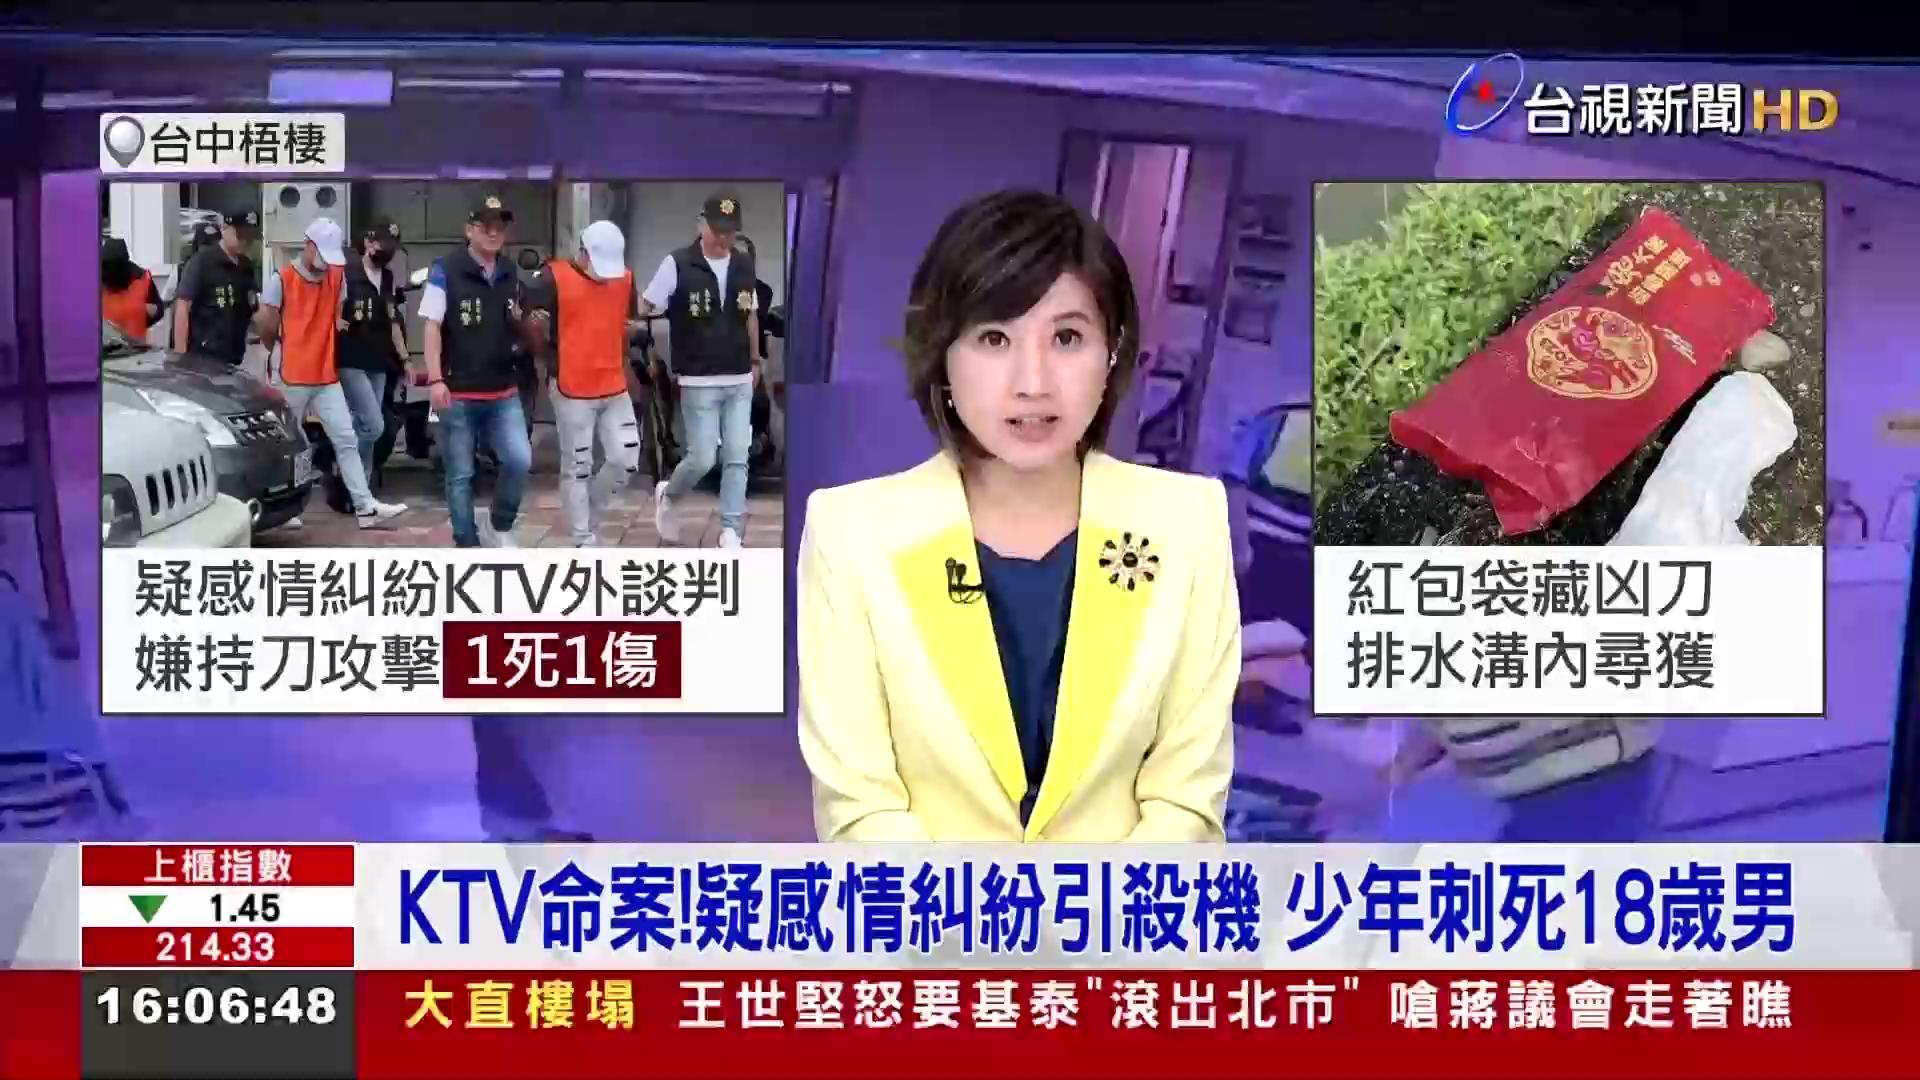 台視新聞HD
台中梧棲
疑感情糾紛KTV外談判
嫌持刀攻擊 1死1傷
紅包袋藏凶刀
排水溝內尋獲
上櫃指數
1.45
214.33
KTV命案!疑感情糾紛引殺機 少年刺死18歲男
16:06:48
大直樓塌 王世堅怒要基泰"滾出北市" 嗆蔣議會走著瞧